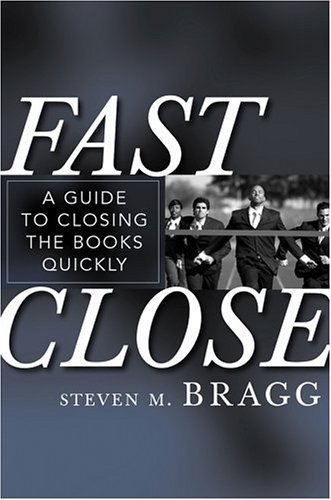 FAST
A GUIDE
TO CLOSING
THE BOOKS
QUICKLY
CLOSE
STEVEN M. BRAGG